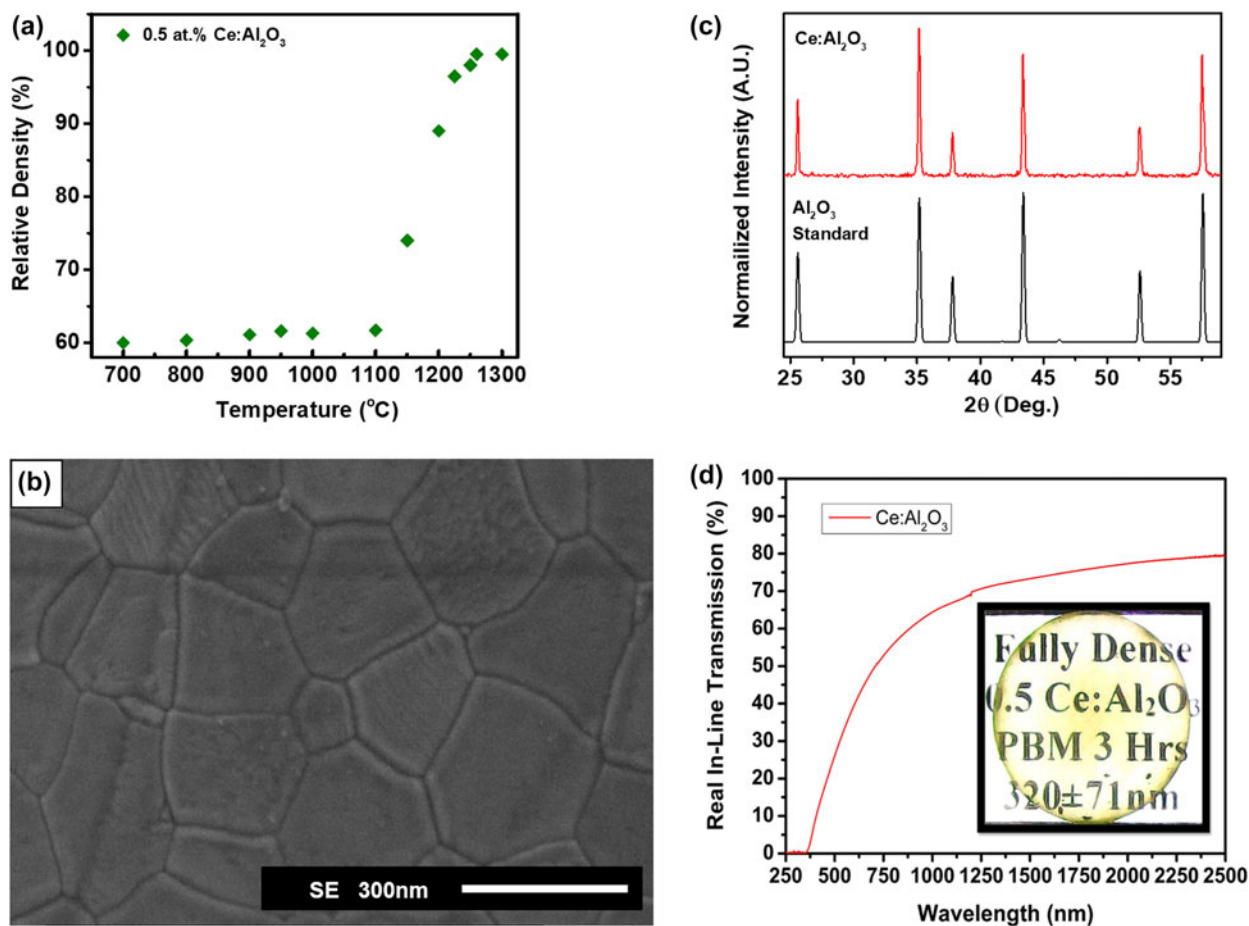 (a)
0.5 at.% Ce:Al₂O₃
Relative Density (%)
100
90
80
70
60
700 800 900 1000 1100 1200 1300
Temperature (°C)
(c)
Ce:Al₂O₃
Al₂O₃
Standard
Normailized Intensity (A.U.)
25 30 35 40 45 50 55
2θ (Deg.)
(b)
SE 300nm
(d)
Ce:Al₂O₃
Real In-Line Transmission (%)
100
90
80
70
60
50
40
30
20
10
0
250 500 750 1000 1250 1500 1750 2000 2250 2500
Wavelength (nm)
Fully Dense
0.5 Ce:Al₂O₃
PBM 3 Hrs
320±71nm